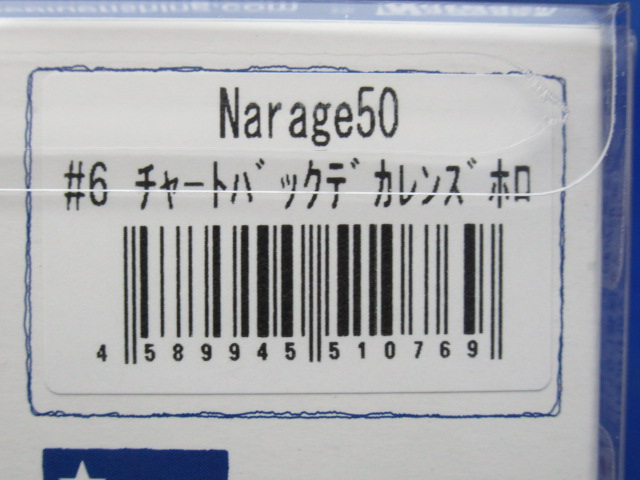 Narage50
#6 ﾁｬｰﾄﾊﾞｯｸﾃﾞｶﾚﾝｽﾞﾎﾛ
4 589945 510769